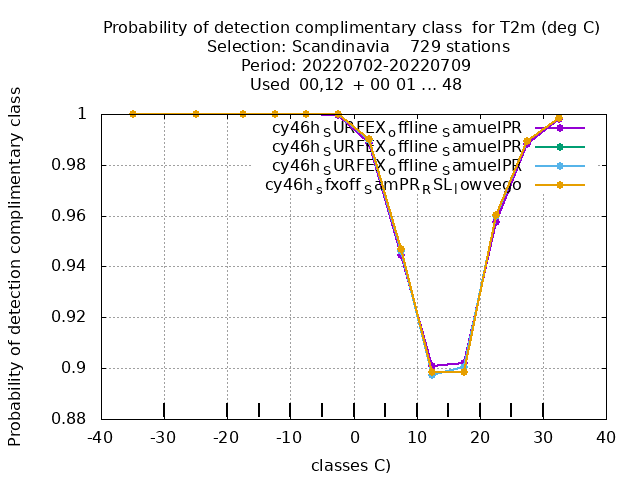 Probability of detection complimentary class  for T2m (deg C)
Selection: Scandinavia    729 stations
Period: 20220702-20220709
Used  00,12  + 00 01 ... 48
Probability of detection complimentary class
1
0.98
0.96
0.94
0.92
0.9
0.88
cy46h_SURFEX_offline_SamuelPR
cy46h_SURFEX_offline_SamuelPR
cy46h_SURFEX_offline_SamuelPR
cy46h_sfxoff_SamPR_RSL_lowvego
-40 -30 -20 -10 0 10 20 30 40
classes C)